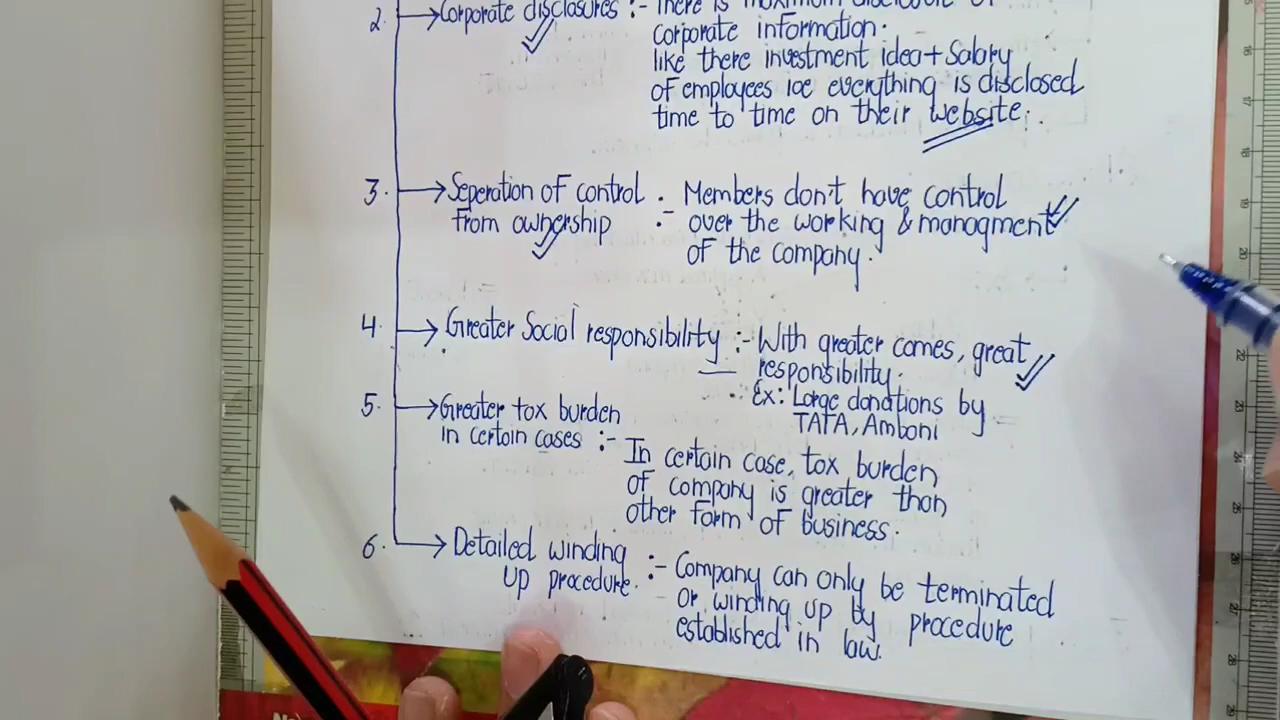 2. Corporate disclosures :- There is maximum disclosure of
corporate information.
like there investment idea + Salary
of employees ioe everything is disclosed
time to time on their website.
3. Seperation of control
from ownership :- Members don't have control
over the working & managment
of the company.
4. Greater Social responsibility :- With greater comes, great
responsibility.
Ex: Large donations by
TATA, Amboni
5. Greater tax burden
in certain cases :- In certain case, tax burden
of company is greater than
other form of business.
6. Detailed winding
up procedure. :- Company can only be terminated
or winding up by procedure
established in law.